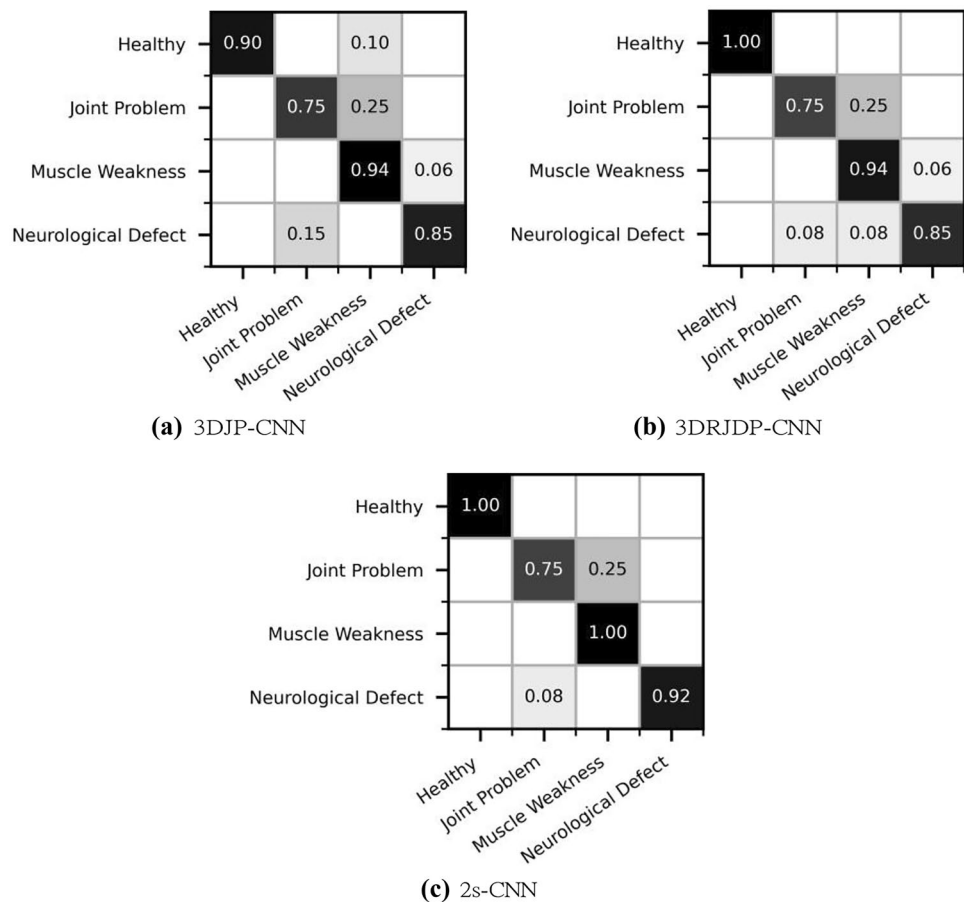 Healthy 0.90 0.10
Joint Problem 0.75 0.25
Muscle Weakness 0.94 0.06
Neurological Defect 0.15 0.85
Healthy
Joint Problem
Muscle Weakness
Neurological Defect
(a) 3DJP-CNN
Healthy 1.00
Joint Problem 0.75 0.25
Muscle Weakness 0.94 0.06
Neurological Defect 0.08 0.08 0.85
Healthy
Joint Problem
Muscle Weakness
Neurological Defect
(b) 3DRJDP-CNN
Healthy 1.00
Joint Problem 0.75 0.25
Muscle Weakness 1.00
Neurological Defect 0.08 0.92
Healthy
Joint Problem
Muscle Weakness
Neurological Defect
(c) 2s-CNN